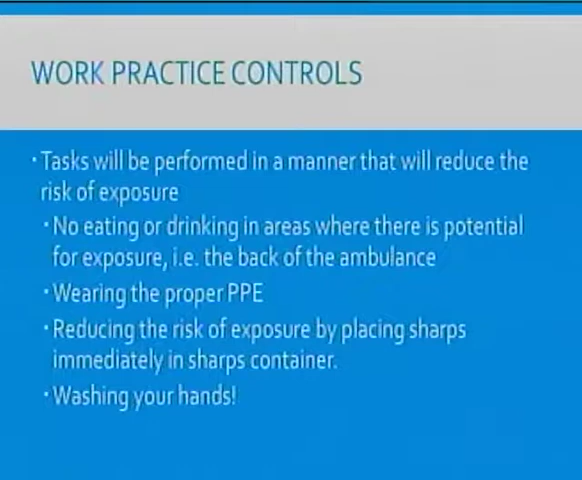 WORK PRACTICE CONTROLS
· Tasks will be performed in a manner that will reduce the
risk of exposure
· No eating or drinking in areas where there is potential
for exposure, i.e. the back of the ambulance
· Wearing the proper PPE
· Reducing the risk of exposure by placing sharps
immediately in sharps container.
· Washing your hands!